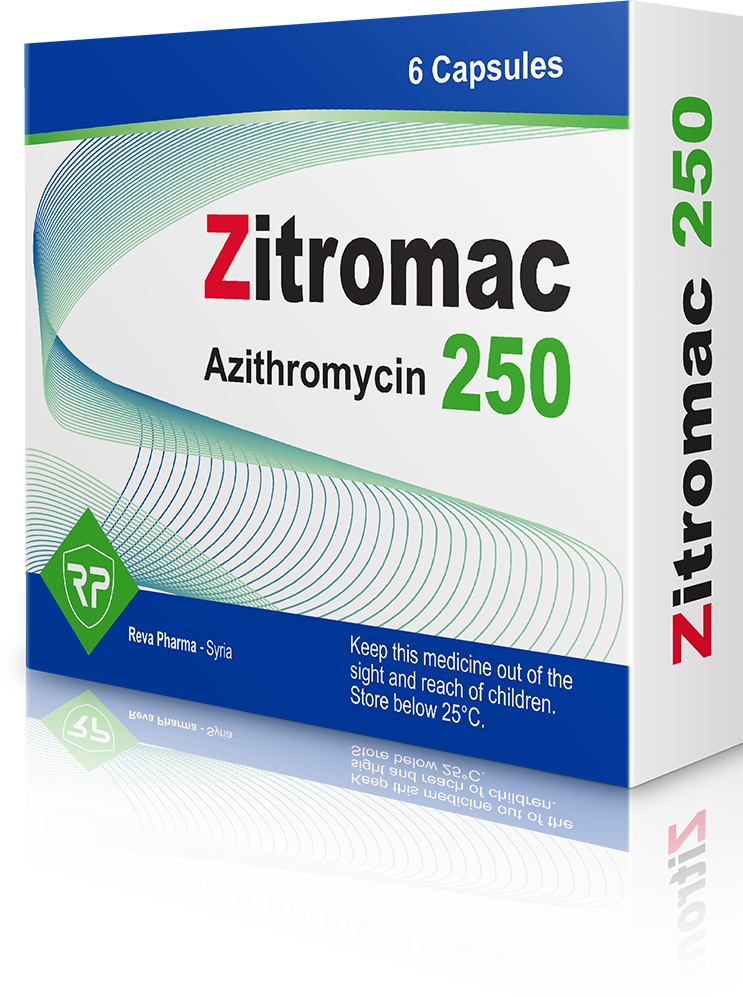 6 Capsules
Zitromac
Azithromycin 250
RP
Reva Pharma - Syria
Keep this medicine out of the
sight and reach of children.
Store below 25°C.
Zitromac 250